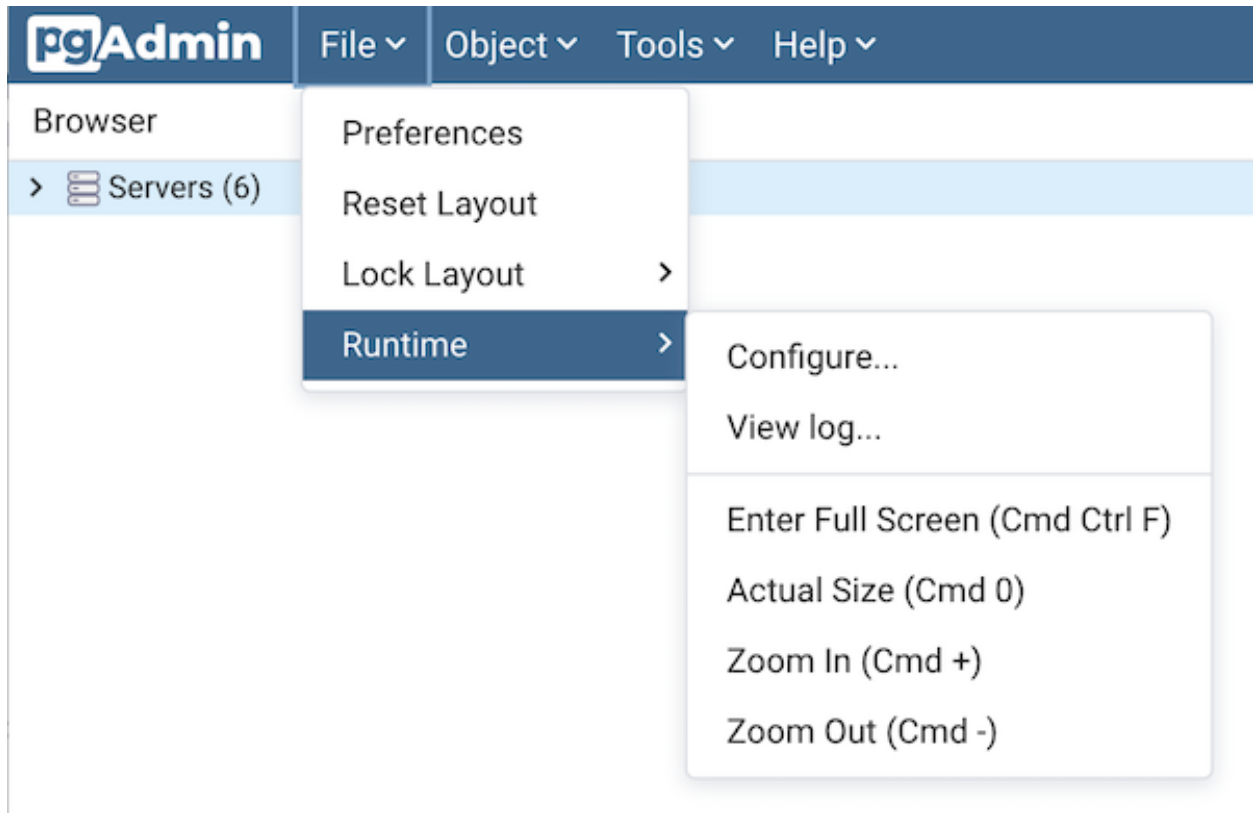 pgAdmin File Object Tools Help
Browser
Servers (6)
Preferences
Reset Layout
Lock Layout
Runtime
Configure...
View log...
Enter Full Screen (Cmd Ctrl F)
Actual Size (Cmd 0)
Zoom In (Cmd +)
Zoom Out (Cmd -)